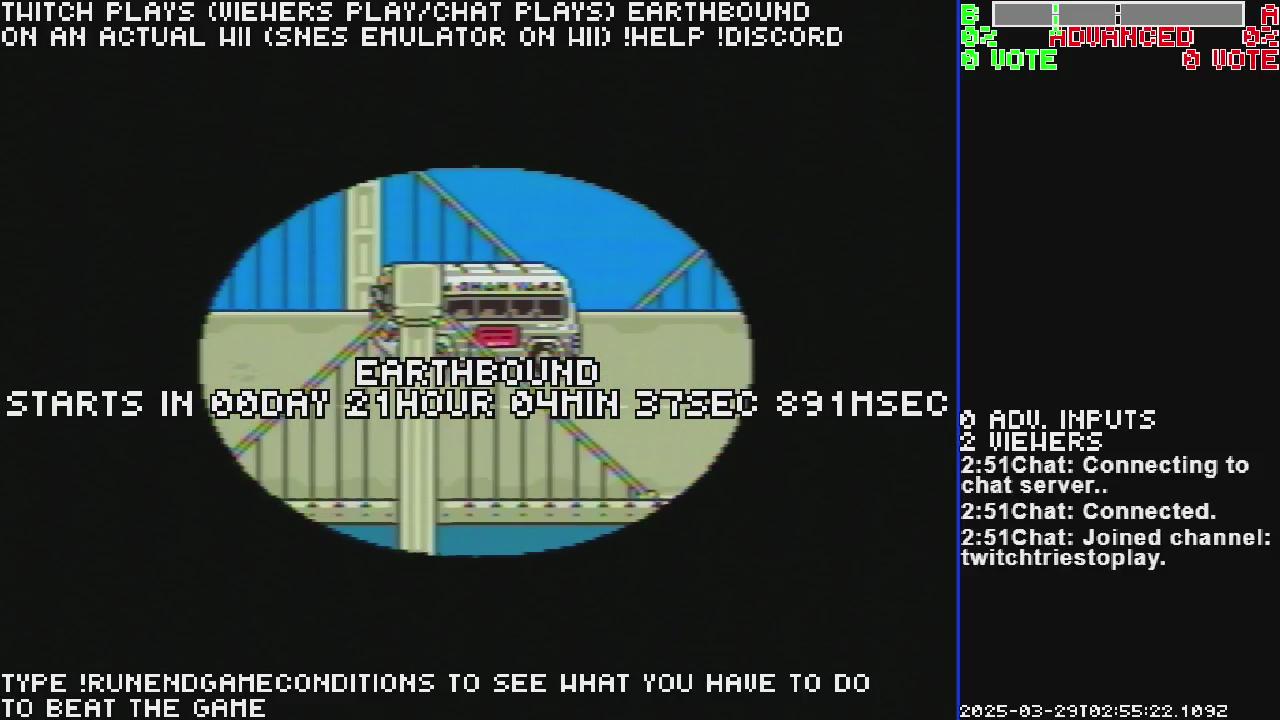 TWITCH PLAYS (VIEWERS PLAY/CHAT PLAYS) EARTHBOUND
ON AN ACTUAL WII (SNES EMULATOR ON WII) !HELP !DISCORD
B A
0% ADVANCED 0%
0 VOTE 0 VOTE
EARTHBOUND
STARTS IN 00DAY 21HOUR 04MIN 37SEC 891MSEC
0 ADV. INPUTS
2 VIEWERS
2:51Chat: Connecting to
chat server..
2:51Chat: Connected.
2:51Chat: Joined channel:
twitchtriestoplay.
TYPE !RUNENDGAMECONDITIONS TO SEE WHAT YOU HAVE TO DO
TO BEAT THE GAME
2025-03-29T02:55:22.109Z